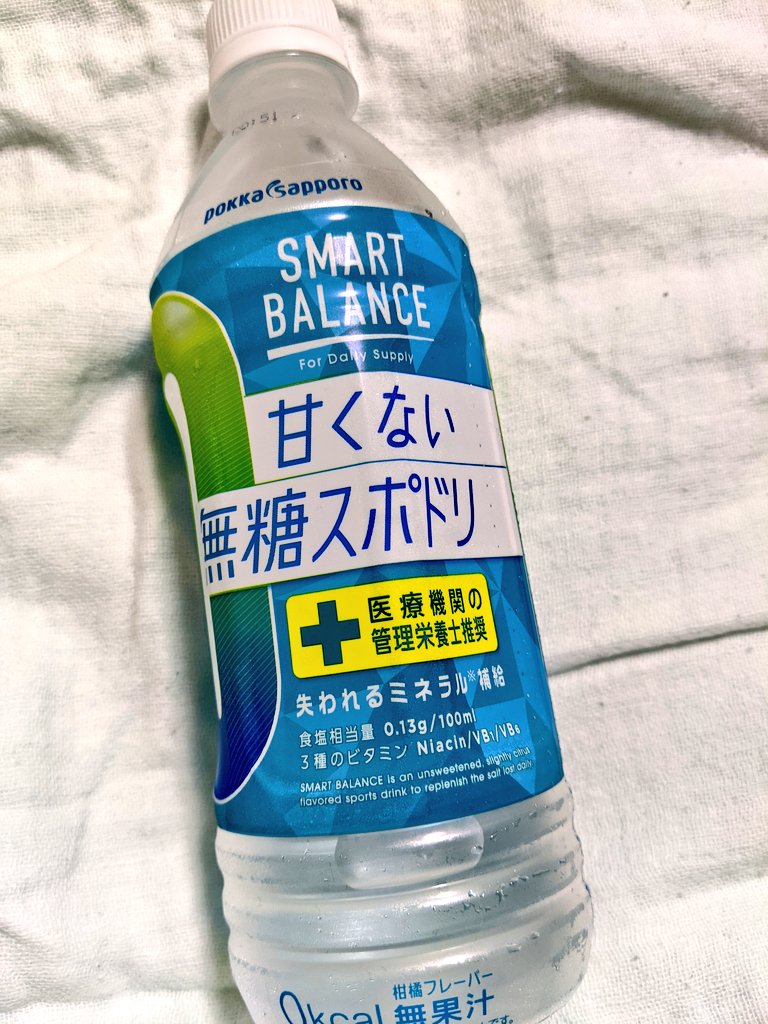 pokka sapporo
SMART
BALANCE
For Daily Supply
甘くない
無糖スポドリ
医療機関の
管理栄養士推奨
失われるミネラル※補給
食塩相当量 0.13g/100ml
3種のビタミン Niacin/VB1/VB6
SMART BALANCE is an unsweetened, slightly citrus
flavored sports drink to replenish the salt lost daily.
柑橘フレーバー
0kcal 無果汁
です。